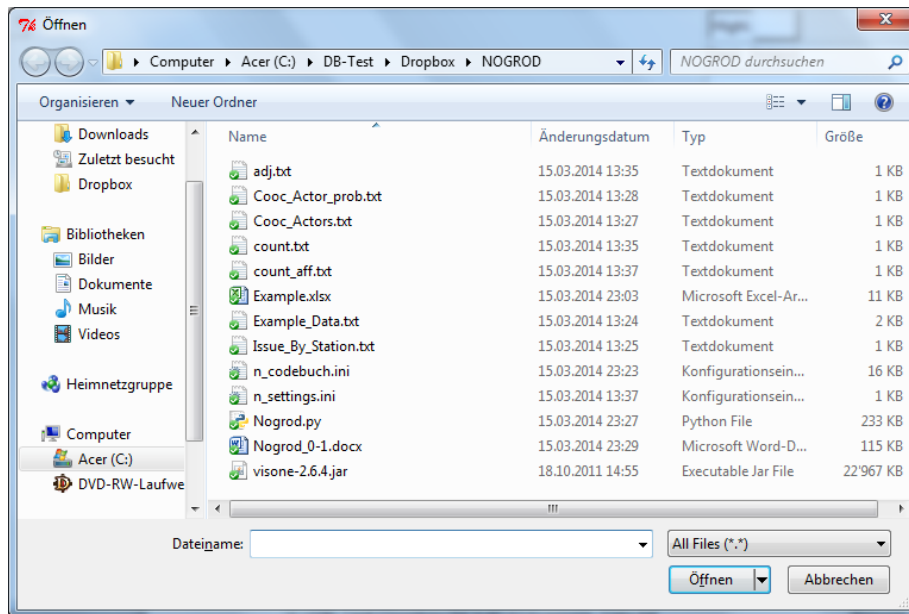 Öffnen
Computer Acer (C:) DB-Test Dropbox NOGROD
NOGROD durchsuchen
Organisieren Neuer Ordner
Downloads
Zuletzt besucht
Dropbox
Bibliotheken
Bilder
Dokumente
Musik
Videos
Heimnetzgruppe
Computer
Acer (C:)
DVD-RW-Laufwe
Name Änderungsdatum Typ Größe
adj.txt 15.03.2014 13:35 Textdokument 1 KB
Cooc_Actor_prob.txt 15.03.2014 13:28 Textdokument 1 KB
Cooc_Actors.txt 15.03.2014 13:27 Textdokument 1 KB
count.txt 15.03.2014 13:35 Textdokument 1 KB
count_aff.txt 15.03.2014 13:37 Textdokument 1 KB
Example.xlsx 15.03.2014 23:03 Microsoft Excel-Ar... 11 KB
Example_Data.txt 15.03.2014 13:24 Textdokument 2 KB
Issue_By_Station.txt 15.03.2014 13:25 Textdokument 1 KB
n_codebuch.ini 15.03.2014 23:23 Konfigurationsein... 16 KB
n_settings.ini 15.03.2014 13:37 Konfigurationsein... 1 KB
Nogrod.py 15.03.2014 23:27 Python File 233 KB
Nogrod_0-1.docx 15.03.2014 23:29 Microsoft Word-D... 115 KB
visone-2.6.4.jar 18.10.2011 14:55 Executable Jar File 22'967 KB
Dateiname:
All Files (*.*)
Öffnen
Abbrechen